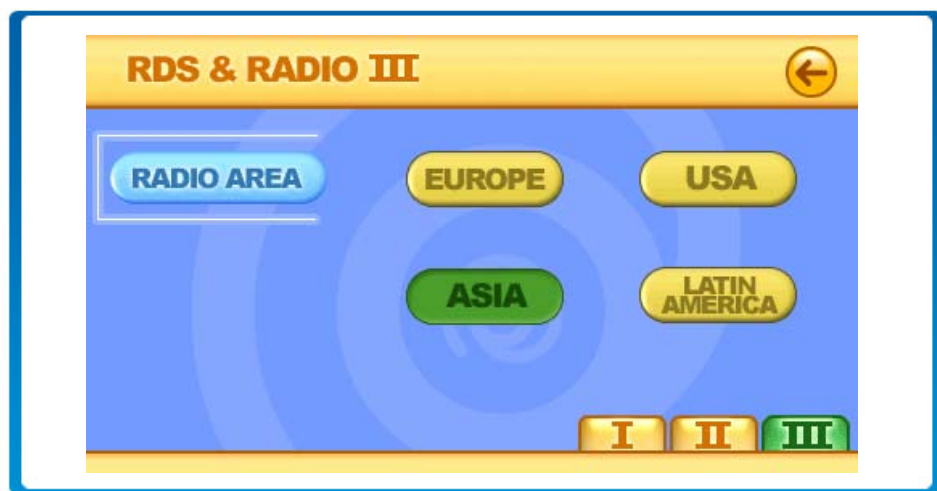 RDS & RADIO III
RADIO AREA
EUROPE
USA
ASIA
LATIN
AMERICA
I
II
III